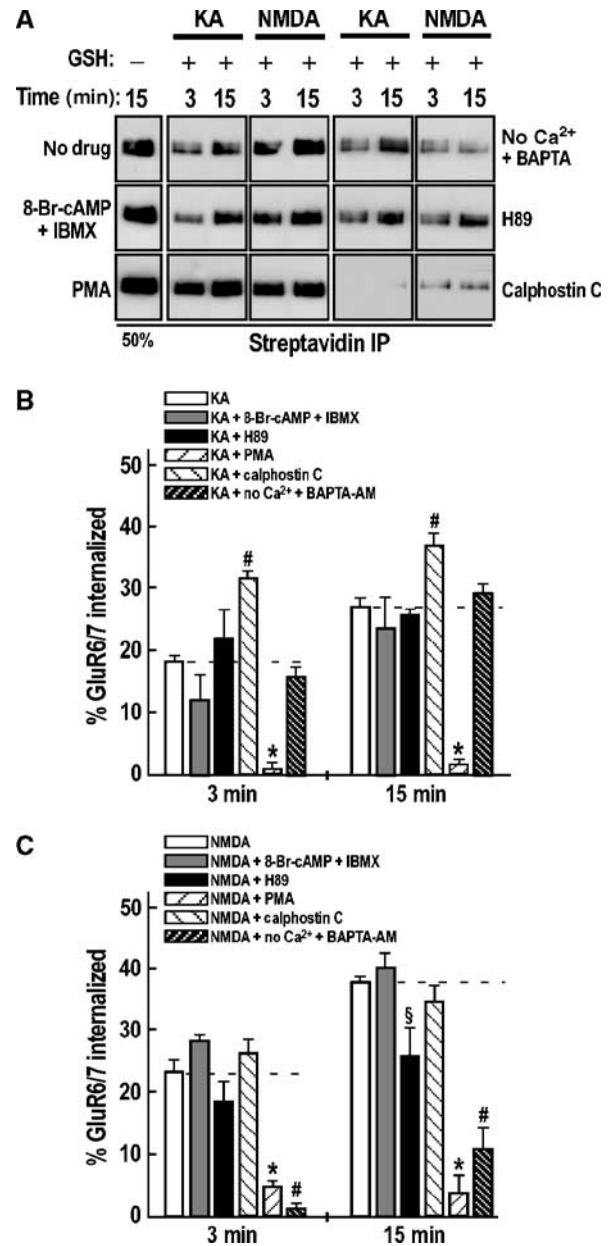 A
KA NMDA KA NMDA
GSH: – + + + + + + + +
Time (min): 15 3 15 3 15 3 15 3 15
No drug
No Ca²⁺ + BAPTA
8-Br-cAMP + IBMX
H89
PMA
Calphostin C
50%
Streptavidin IP
B
KA
KA + 8-Br-cAMP + IBMX
KA + H89
KA + PMA
KA + calphostin C
KA + no Ca²⁺ + BAPTA-AM
% GluR6/7 internalized
50
40
30
20
10
0
#
*
#
*
3 min
15 min
C
NMDA
NMDA + 8-Br-cAMP + IBMX
NMDA + H89
NMDA + PMA
NMDA + calphostin C
NMDA + no Ca²⁺ + BAPTA-AM
% GluR6/7 internalized
50
40
30
20
10
0
*
#
§
*
#
3 min
15 min